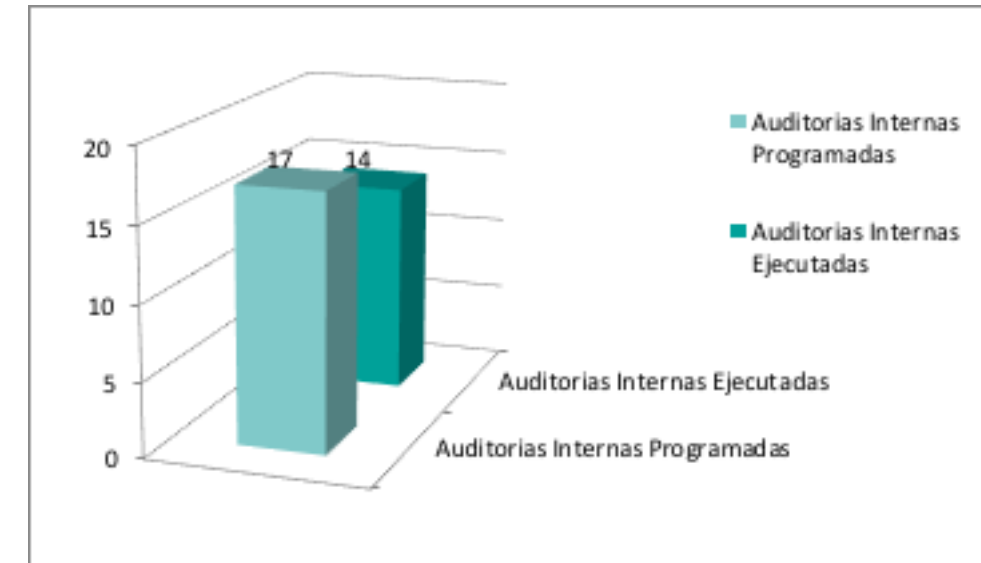 20
15
10
5
0
17
14
Auditorias Internas
Programadas
Auditorias Internas
Ejecutadas
Auditorias Internas Ejecutadas
Auditorias Internas Programadas